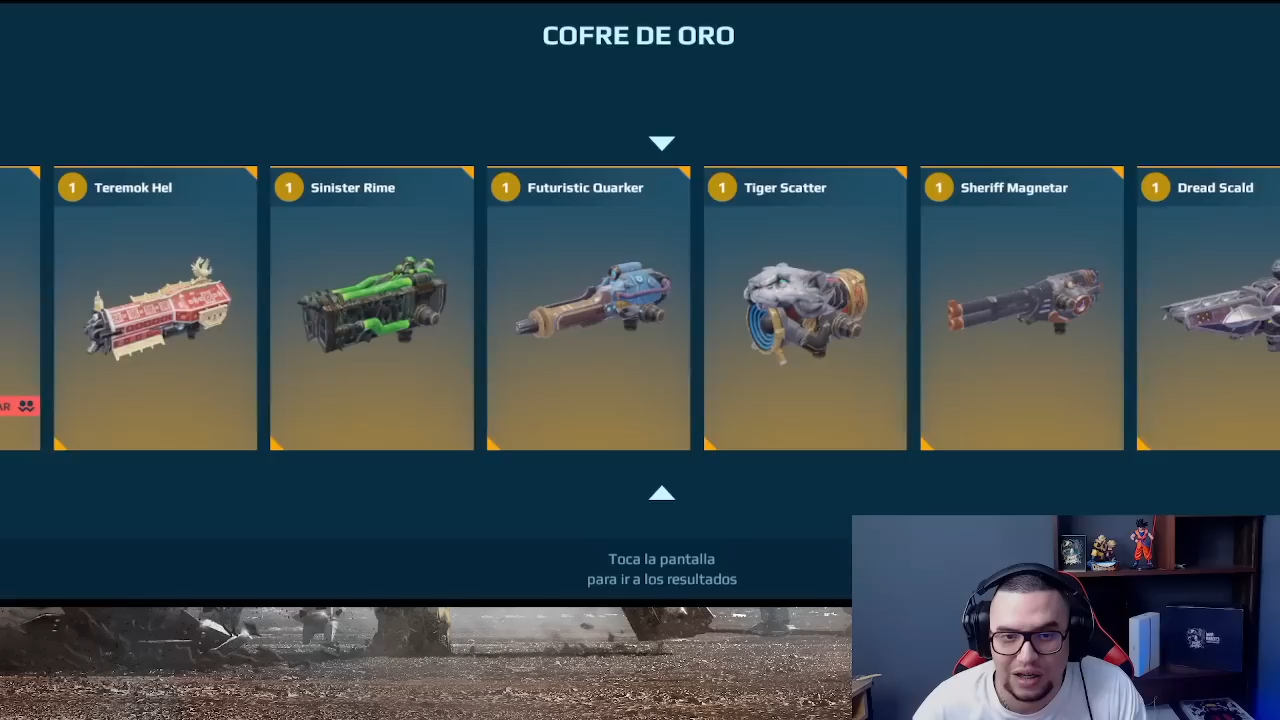 COFRE DE ORO
1 Teremok Hel
1 Sinister Rime
1 Futuristic Quarker
1 Tiger Scatter
1 Sheriff Magnetar
1 Dread Scald
AR
Toca la pantalla
para ir a los resultados